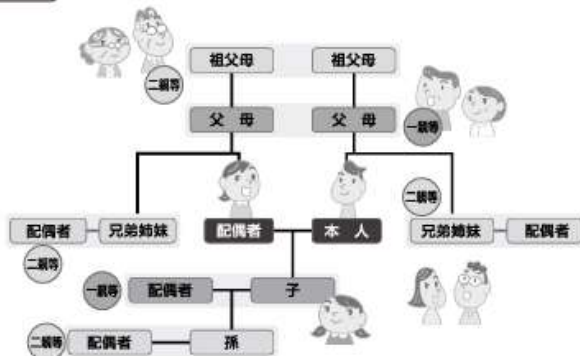 祖父母 祖父母
二親等
父 母 父 母
一親等
二親等
配偶者 兄弟姉妹 配偶者 本 人 兄弟姉妹 配偶者
二親等
一親等 配偶者 子
二親等 配偶者 孫